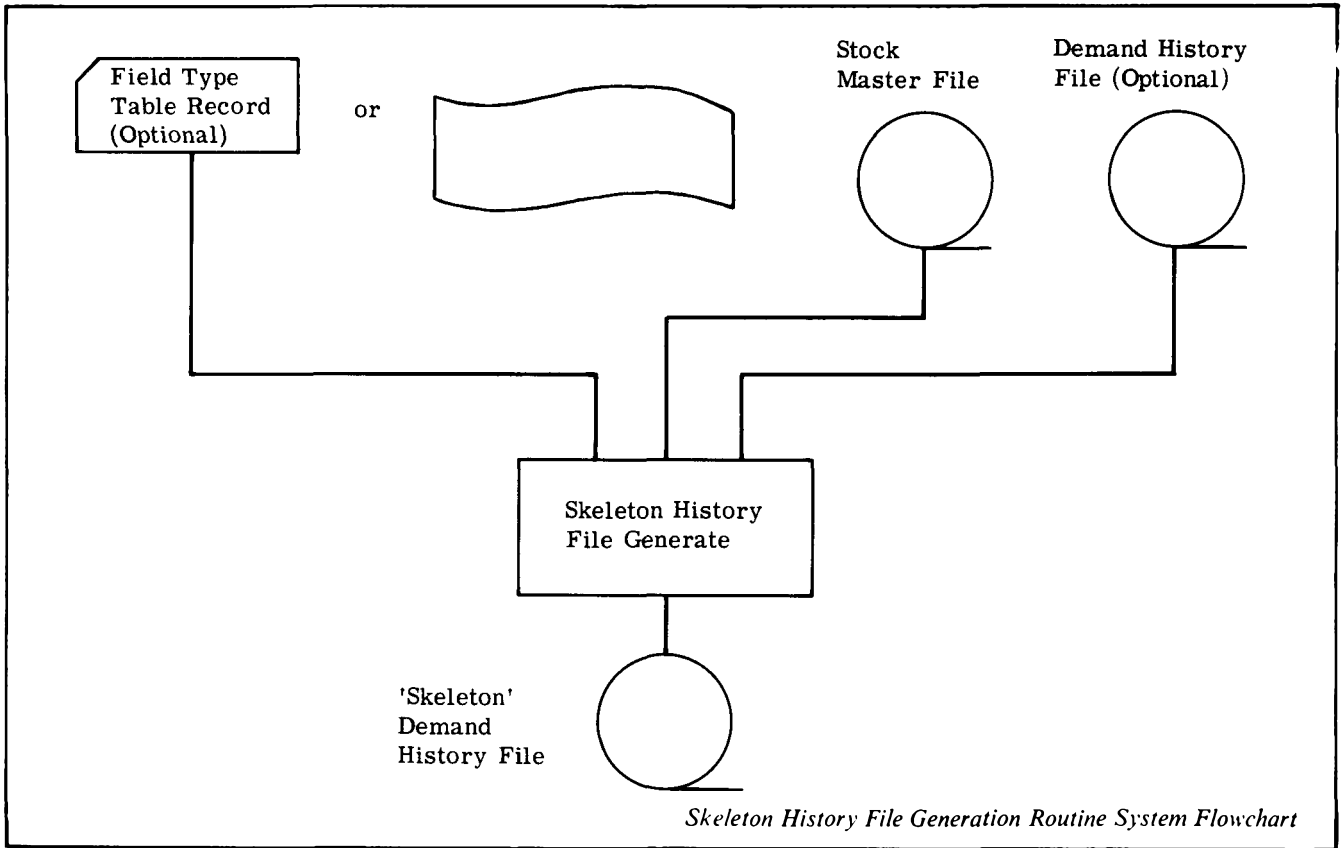 Field Type
Table Record
(Optional)
or
Stock
Master File
Demand History
File (Optional)
Skeleton History
File Generate
'Skeleton'
Demand
History File
Skeleton History File Generation Routine System Flowchart